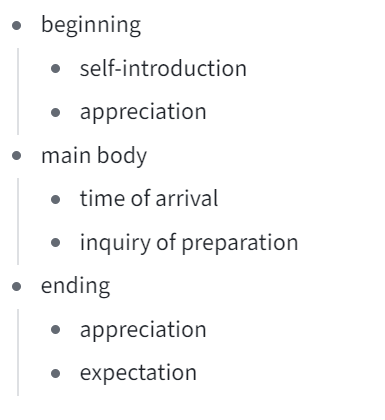 beginning
self-introduction
appreciation
main body
time of arrival
inquiry of preparation
ending
appreciation
expectation